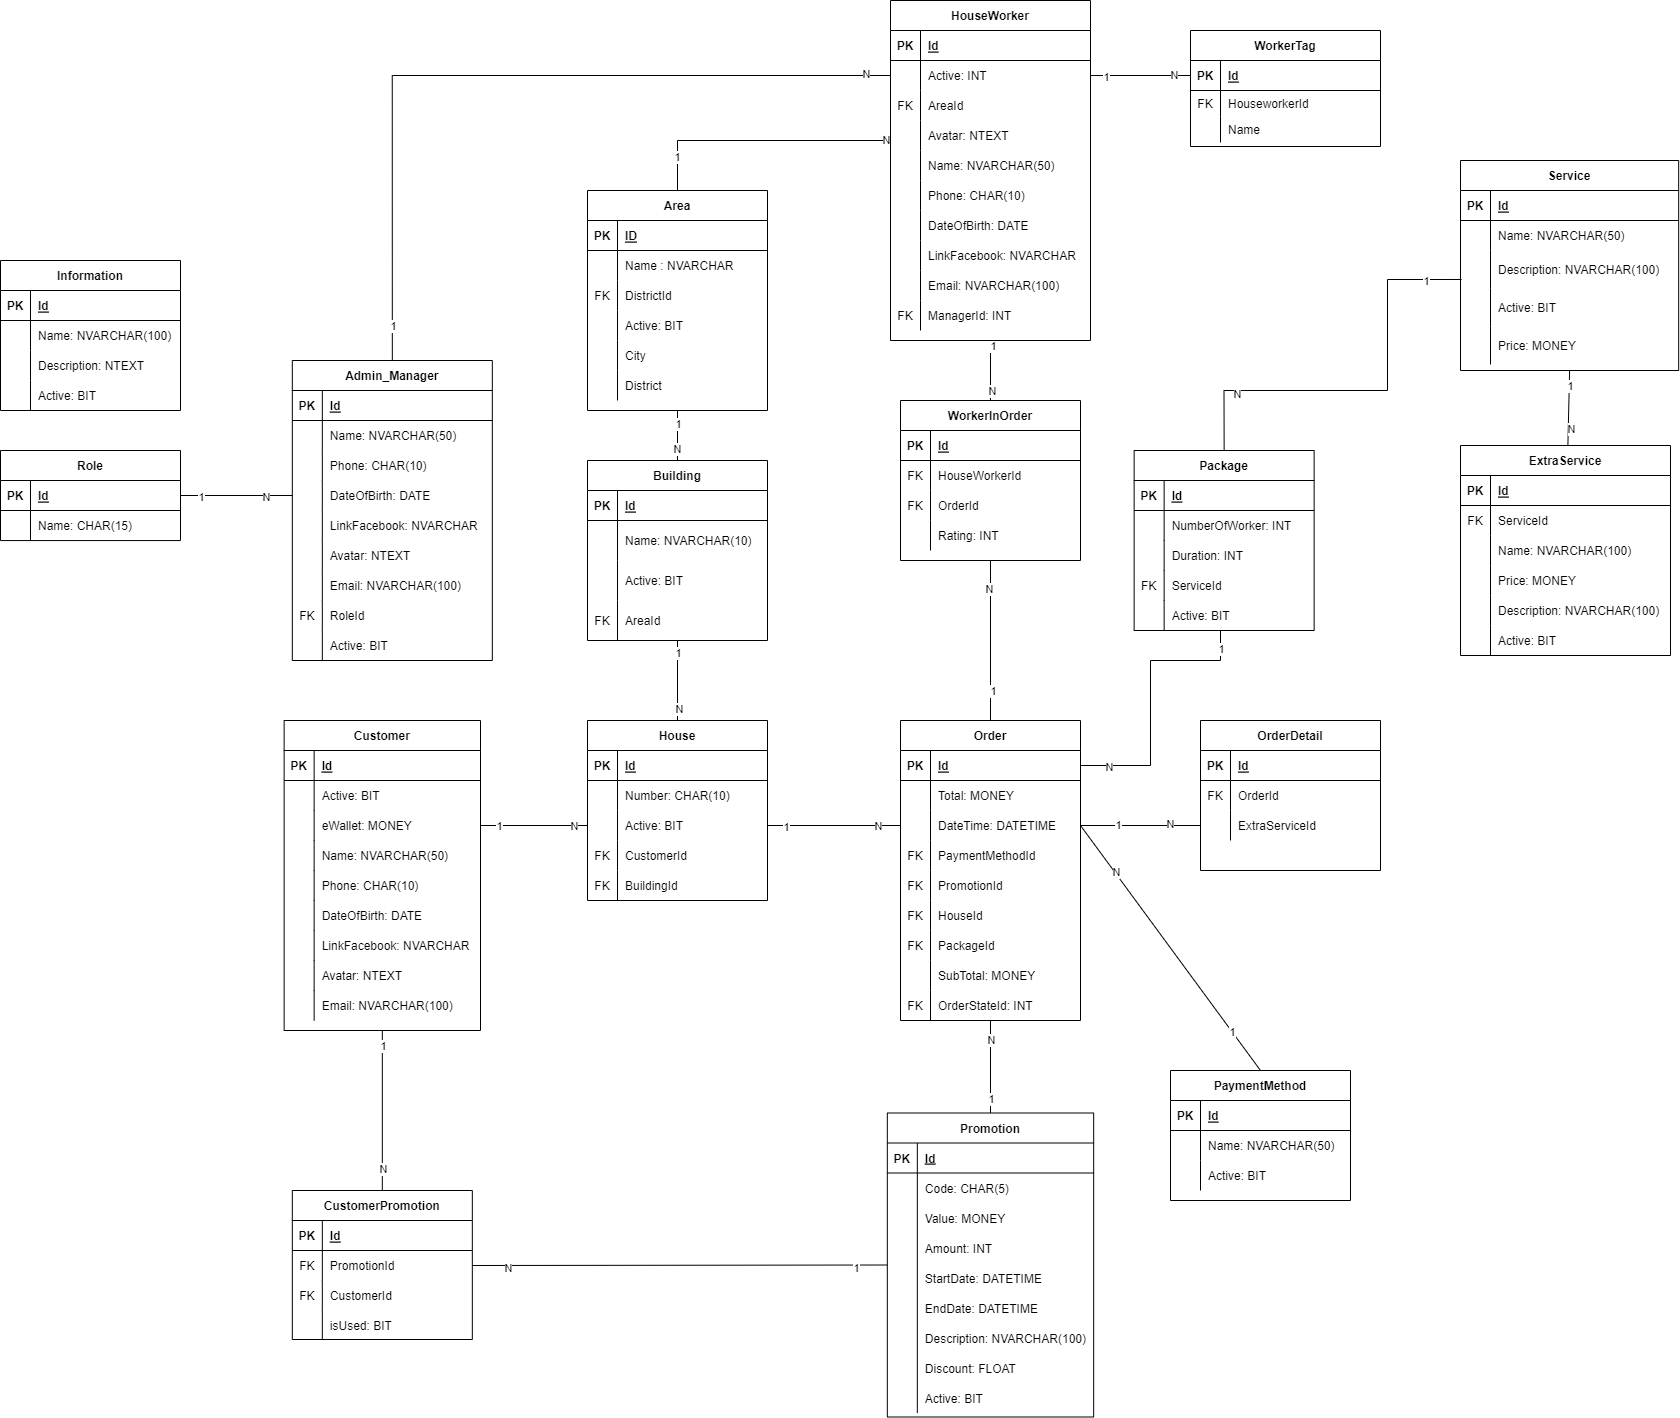 HouseWorker
PK Id
Active: INT
FK AreaId
Avatar: NTEXT
Name: NVARCHAR(50)
Phone: CHAR(10)
DateOfBirth: DATE
LinkFacebook: NVARCHAR
Email: NVARCHAR(100)
FK ManagerId: INT
N
N
1
1
1
N
WorkerTag
PK Id
FK HouseworkerId
Name
1
Area
PK ID
Name : NVARCHAR
FK DistrictId
Active: BIT
City
District
1
N
Service
PK Id
Name: NVARCHAR(50)
Description: NVARCHAR(100)
Active: BIT
Price: MONEY
1
N
1
N
Information
PK Id
Name: NVARCHAR(100)
Description: NTEXT
Active: BIT
1
Admin_Manager
PK Id
Name: NVARCHAR(50)
Phone: CHAR(10)
DateOfBirth: DATE
LinkFacebook: NVARCHAR
Avatar: NTEXT
Email: NVARCHAR(100)
FK RoleId
Active: BIT
Role
PK Id
Name: CHAR(15)
1
N
Building
PK Id
Name: NVARCHAR(10)
Active: BIT
FK AreaId
1
N
N
WorkerInOrder
PK Id
FK HouseWorkerId
FK OrderId
Rating: INT
N
1
Package
PK Id
NumberOfWorker: INT
Duration: INT
FK ServiceId
Active: BIT
1
N
ExtraService
PK Id
FK ServiceId
Name: NVARCHAR(100)
Price: MONEY
Description: NVARCHAR(100)
Active: BIT
Customer
PK Id
Active: BIT
eWallet: MONEY
Name: NVARCHAR(50)
Phone: CHAR(10)
DateOfBirth: DATE
LinkFacebook: NVARCHAR
Avatar: NTEXT
Email: NVARCHAR(100)
1
N
House
PK Id
Number: CHAR(10)
Active: BIT
FK CustomerId
FK BuildingId
1
N
Order
PK Id
Total: MONEY
DateTime: DATETIME
FK PaymentMethodId
FK PromotionId
FK HouseId
FK PackageId
SubTotal: MONEY
FK OrderStateId: INT
1
N
OrderDetail
PK Id
FK OrderId
ExtraServiceId
N
1
PaymentMethod
PK Id
Name: NVARCHAR(50)
Active: BIT
1
N
N
1
CustomerPromotion
PK Id
FK PromotionId
FK CustomerId
isUsed: BIT
N
1
Promotion
PK Id
Code: CHAR(5)
Value: MONEY
Amount: INT
StartDate: DATETIME
EndDate: DATETIME
Description: NVARCHAR(100)
Discount: FLOAT
Active: BIT